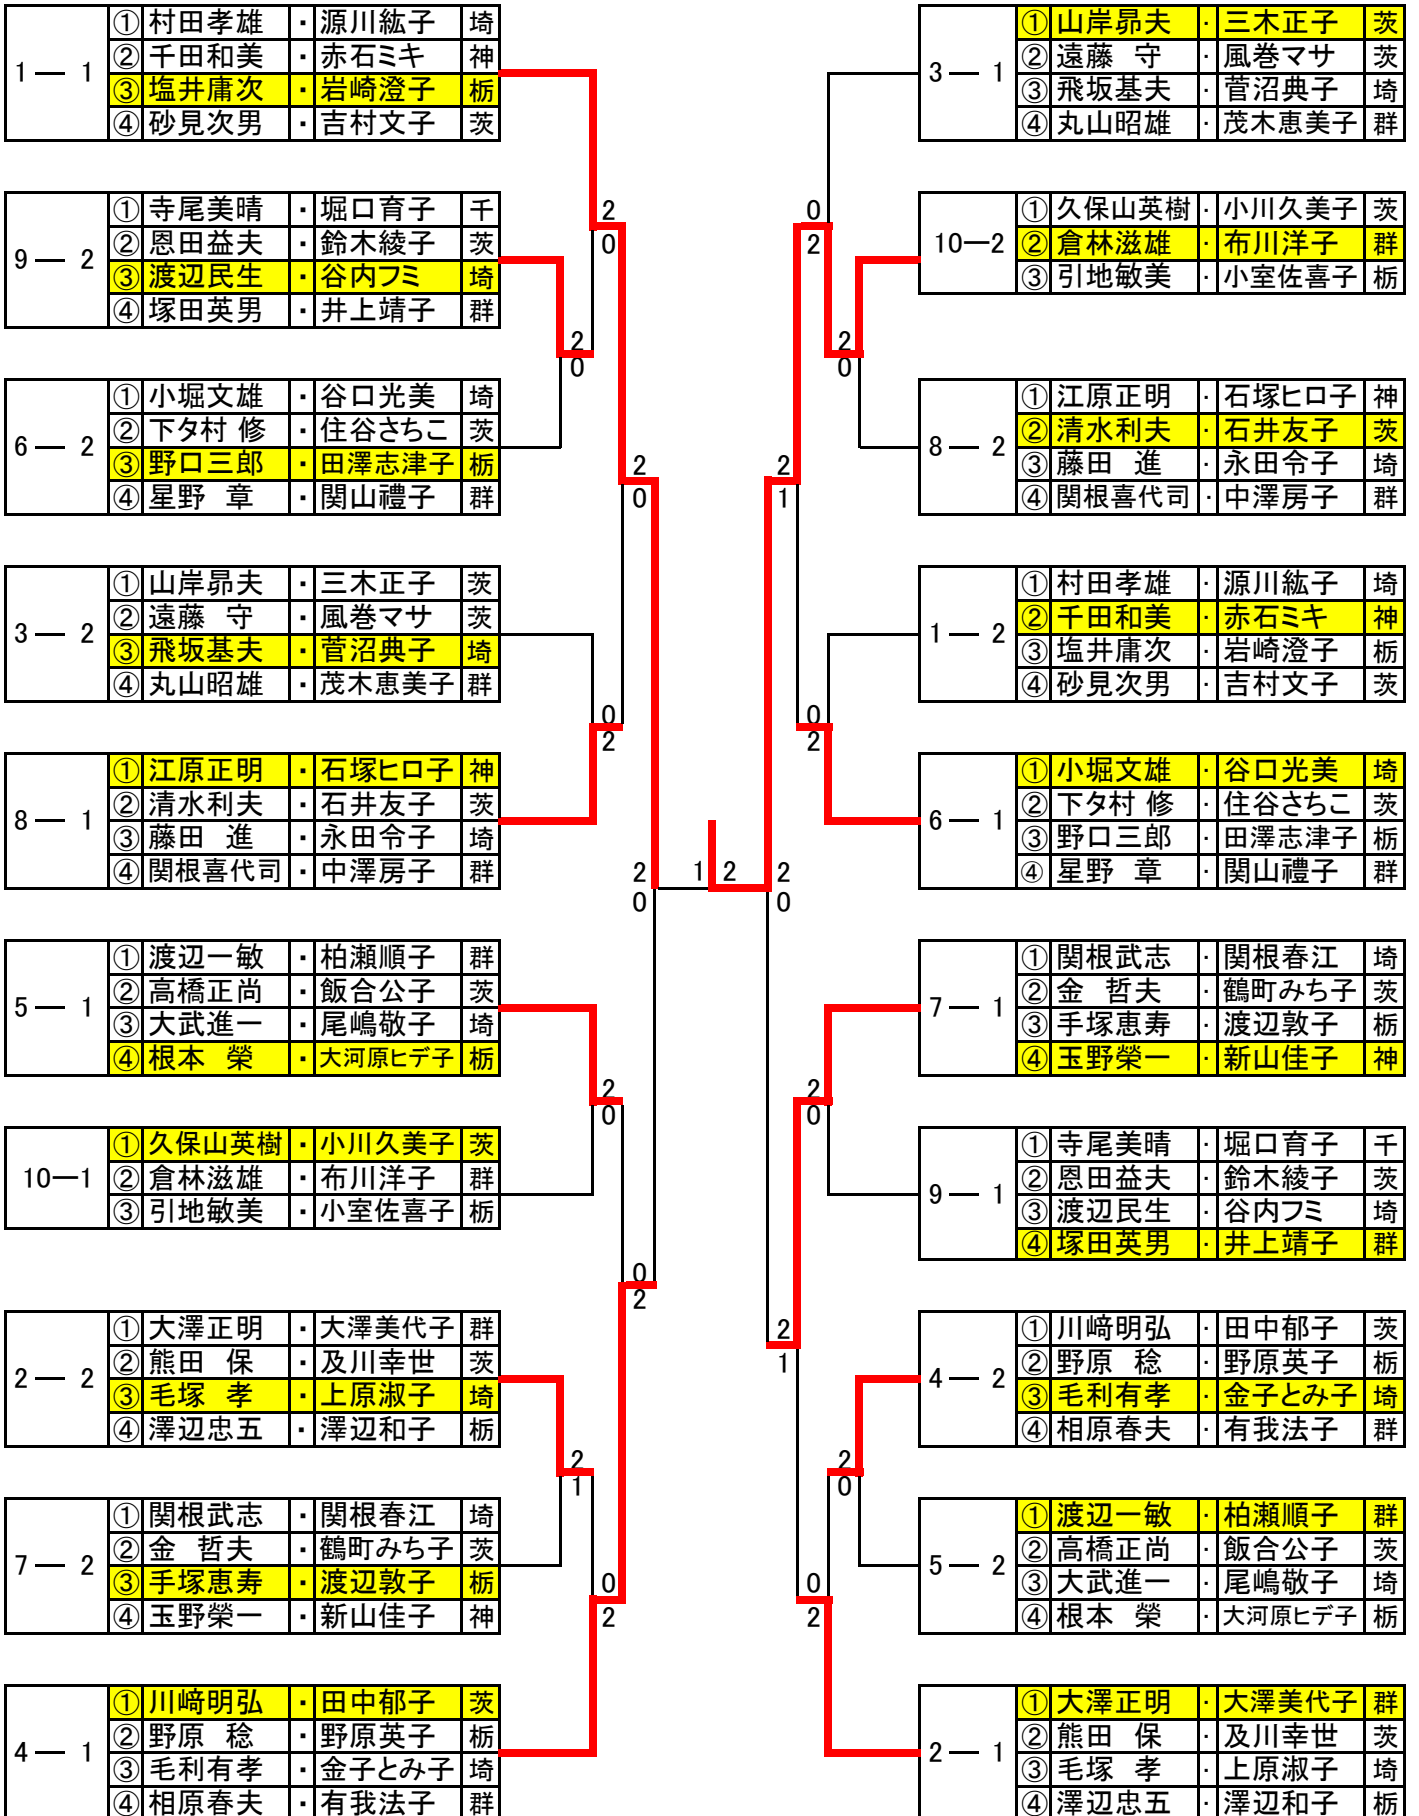 1― 1
① 村田孝雄 ・ 源川紘子 埼
② 千田和美 ・ 赤石ミキ 神
③ 塩井庸次 ・ 岩崎澄子 栃
④ 砂見次男 ・ 吉村文子 茨
9― 2
① 寺尾美晴 ・ 堀口育子 千
② 恩田益夫 ・ 鈴木綾子 茨
③ 渡辺民生 ・ 谷内フミ 埼
④ 塚田英男 ・ 井上靖子 群
6― 2
① 小堀文雄 ・ 谷口光美 埼
② 下タ村 修 ・ 住谷さちこ 茨
③ 野口三郎 ・ 田澤志津子 栃
④ 星野 章 ・ 関山禮子 群
3― 2
① 山岸昴夫 ・ 三木正子 茨
② 遠藤 守 ・ 風巻マサ 茨
③ 飛坂基夫 ・ 菅沼典子 埼
④ 丸山昭雄 ・ 茂木恵美子 群
8― 1
① 江原正明 ・ 石塚ヒロ子 神
② 清水利夫 ・ 石井友子 茨
③ 藤田 進 ・ 永田令子 埼
④ 関根喜代司 ・ 中澤房子 群
5― 1
① 渡辺一敏 ・ 柏瀬順子 群
② 高橋正尚 ・ 飯合公子 茨
③ 大武進一 ・ 尾嶋敬子 埼
④ 根本 榮 ・ 大河原ヒデ子 栃
10―1
① 久保山英樹 ・ 小川久美子 茨
② 倉林滋雄 ・ 布川洋子 群
③ 引地敏美 ・ 小室佐喜子 栃
2― 2
① 大澤正明 ・ 大澤美代子 群
② 熊田 保 ・ 及川幸世 茨
③ 毛塚 孝 ・ 上原淑子 埼
④ 澤辺忠五 ・ 澤辺和子 栃
7― 2
① 関根武志 ・ 関根春江 埼
② 金 哲夫 ・ 鶴町みち子 茨
③ 手塚恵寿 ・ 渡辺敦子 栃
④ 玉野榮一 ・ 新山佳子 神
4― 1
① 川﨑明弘 ・ 田中郁子 茨
② 野原 稔 ・ 野原英子 栃
③ 毛利有孝 ・ 金子とみ子 埼
④ 相原春夫 ・ 有我法子 群
2
0
2
0
2
0
0
2
2
0
2
0
0
2
2
1
0
2
1 2
0
2
2
0
2
1
0
2
2
0
2
0
2
1
2
0
0
2
3― 1
① 山岸昴夫 ・ 三木正子 茨
② 遠藤 守 ・ 風巻マサ 茨
③ 飛坂基夫 ・ 菅沼典子 埼
④ 丸山昭雄 ・ 茂木恵美子 群
10―2
① 久保山英樹 ・ 小川久美子 茨
② 倉林滋雄 ・ 布川洋子 群
③ 引地敏美 ・ 小室佐喜子 栃
8― 2
① 江原正明 ・ 石塚ヒロ子 神
② 清水利夫 ・ 石井友子 茨
③ 藤田 進 ・ 永田令子 埼
④ 関根喜代司 ・ 中澤房子 群
1― 2
① 村田孝雄 ・ 源川紘子 埼
② 千田和美 ・ 赤石ミキ 神
③ 塩井庸次 ・ 岩崎澄子 栃
④ 砂見次男 ・ 吉村文子 茨
6― 1
① 小堀文雄 ・ 谷口光美 埼
② 下タ村 修 ・ 住谷さちこ 茨
③ 野口三郎 ・ 田澤志津子 栃
④ 星野 章 ・ 関山禮子 群
7― 1
① 関根武志 ・ 関根春江 埼
② 金 哲夫 ・ 鶴町みち子 茨
③ 手塚恵寿 ・ 渡辺敦子 栃
④ 玉野榮一 ・ 新山佳子 神
9― 1
① 寺尾美晴 ・ 堀口育子 千
② 恩田益夫 ・ 鈴木綾子 茨
③ 渡辺民生 ・ 谷内フミ 埼
④ 塚田英男 ・ 井上靖子 群
4― 2
① 川﨑明弘 ・ 田中郁子 茨
② 野原 稔 ・ 野原英子 栃
③ 毛利有孝 ・ 金子とみ子 埼
④ 相原春夫 ・ 有我法子 群
5― 2
① 渡辺一敏 ・ 柏瀬順子 群
② 高橋正尚 ・ 飯合公子 茨
③ 大武進一 ・ 尾嶋敬子 埼
④ 根本 榮 ・ 大河原ヒデ子 栃
2― 1
① 大澤正明 ・ 大澤美代子 群
② 熊田 保 ・ 及川幸世 茨
③ 毛塚 孝 ・ 上原淑子 埼
④ 澤辺忠五 ・ 澤辺和子 栃